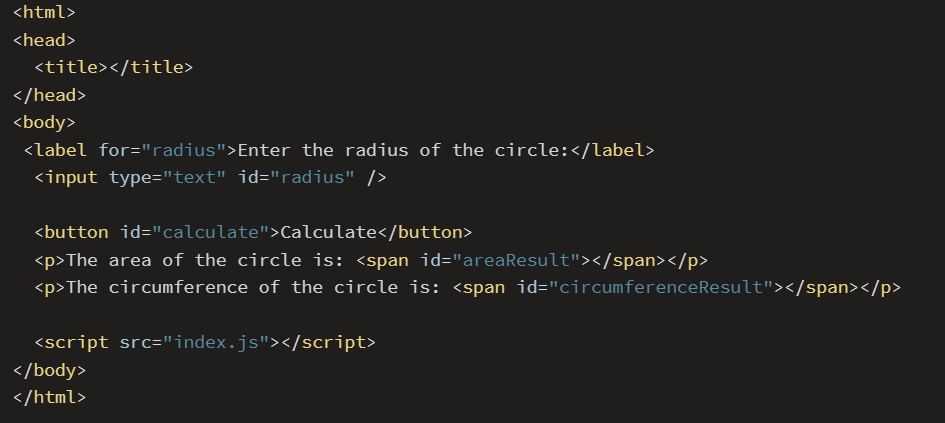 <html>
<head>
  <title></title>
</head>
<body>
 <label for="radius">Enter the radius of the circle:</label>
  <input type="text" id="radius" />

  <button id="calculate">Calculate</button>
  <p>The area of the circle is: <span id="areaResult"></span></p>
  <p>The circumference of the circle is: <span id="circumferenceResult"></span></p>

  <script src="index.js"></script>
</body>
</html>